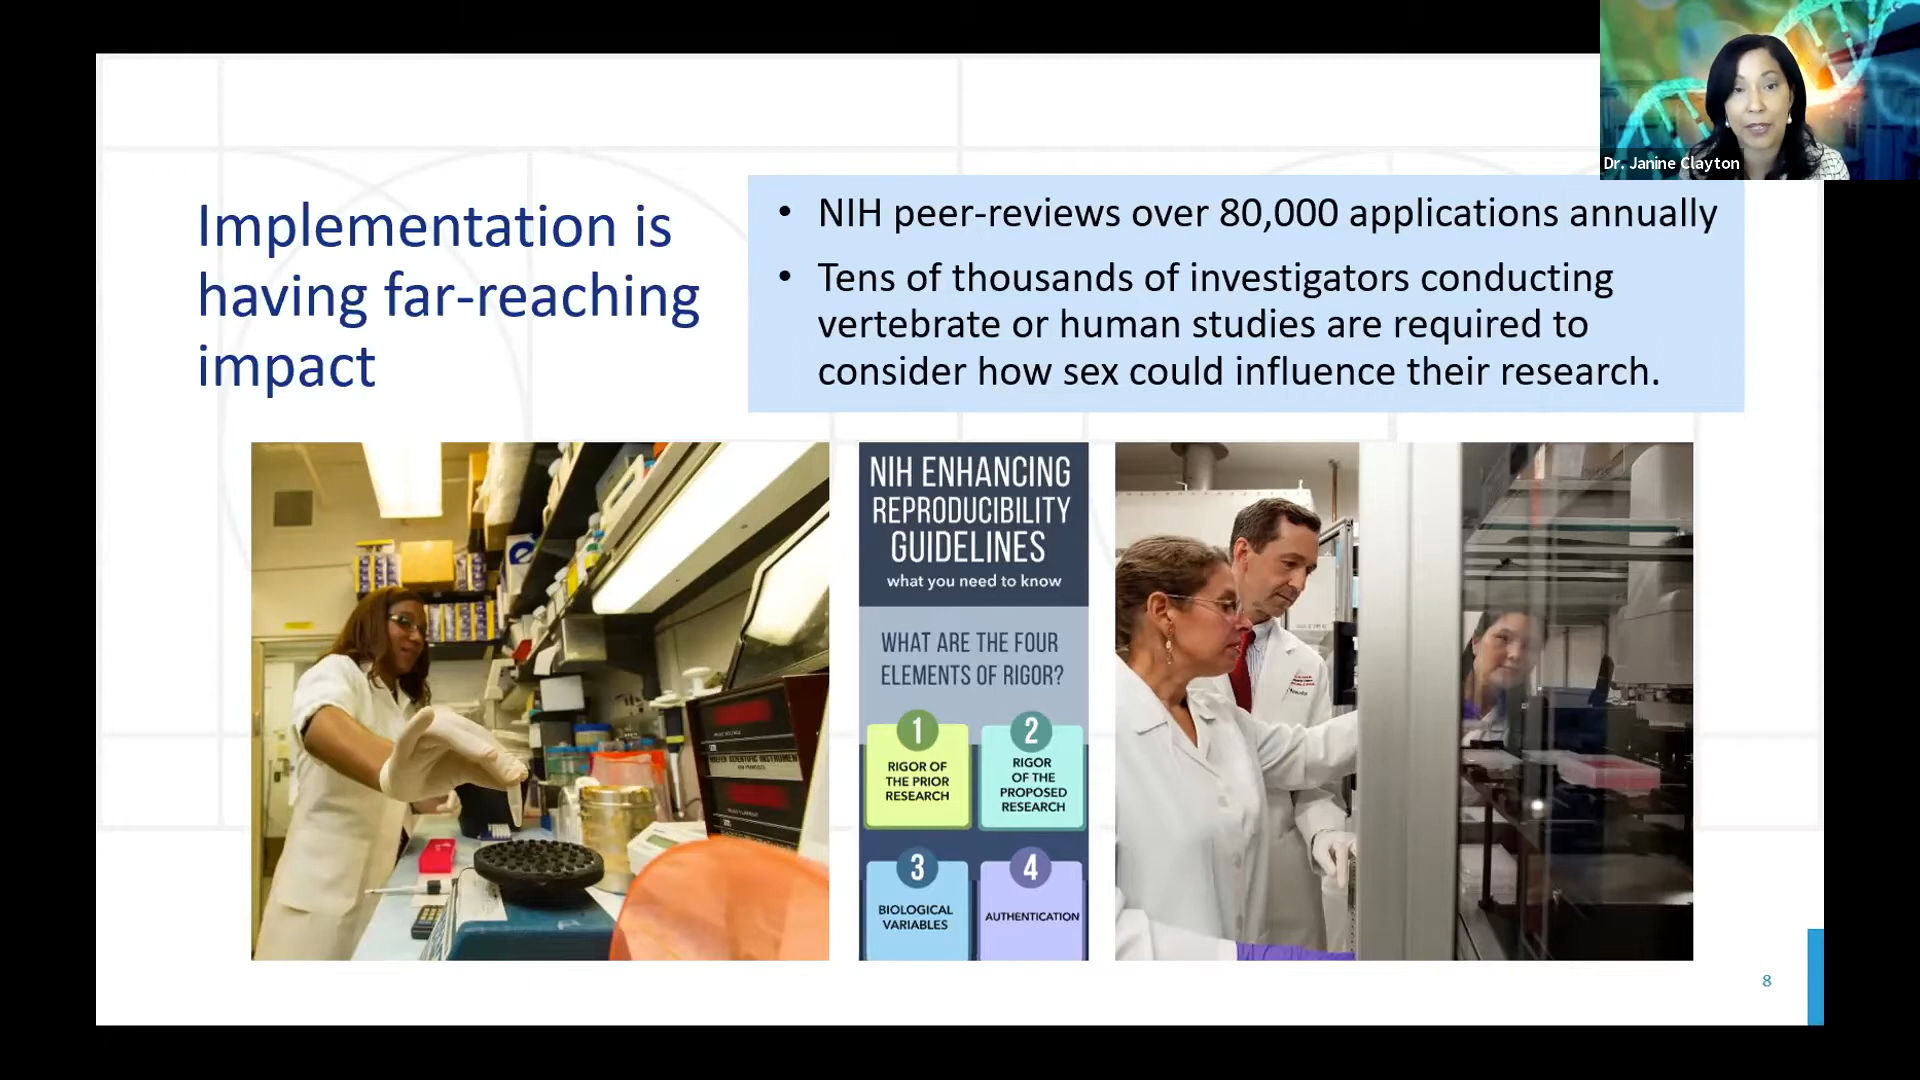 Dr. Janine Clayton
Implementation is
having far-reaching
impact
• NIH peer-reviews over 80,000 applications annually
• Tens of thousands of investigators conducting
vertebrate or human studies are required to
consider how sex could influence their research.
NIH ENHANCING
REPRODUCIBILITY
GUIDELINES
what you need to know
WHAT ARE THE FOUR
ELEMENTS OF RIGOR?
1
RIGOR OF
THE PRIOR
RESEARCH
2
RIGOR
OF THE
PROPOSED
RESEARCH
3
BIOLOGICAL
VARIABLES
4
AUTHENTICATION
8